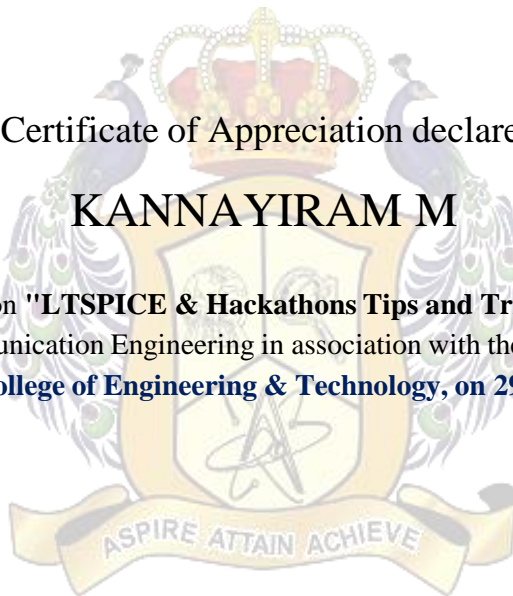 Certificate of Appreciation declare
KANNAYIRAM M
on "LTSPICE & Hackathons Tips and Tr
unication Engineering in association with the
ollege of Engineering & Technology, on 29
ASPIRE ATTAIN ACHIEVE